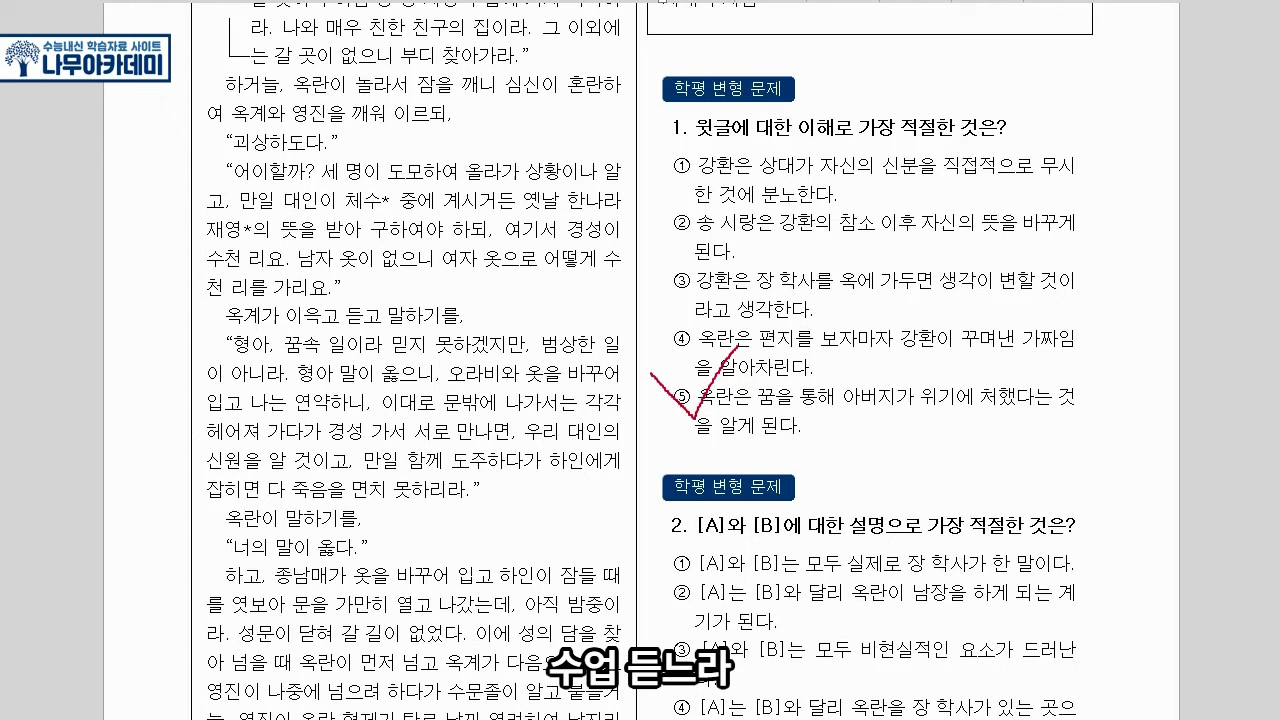 수능내신 학습자료 사이트
나무아카데미
라. 나와 매우 친한 친구의 집이라. 그 이외에
는 갈 곳이 없으니 부디 찾아가라.”
하거늘, 옥란이 놀라서 잠을 깨니 심신이 혼란하
여 옥계와 영진을 깨워 이르되,
“괴상하도다.”
“어이할까? 세 명이 도모하여 올라가 상황이나 알
고, 만일 대인이 체수* 중에 계시거든 옛날 한나라
재영*의 뜻을 받아 구하여야 하되, 여기서 경성이
수천 리요. 남자 옷이 없으니 여자 옷으로 어떻게 수
천 리를 가리요.”
옥계가 이윽고 듣고 말하기를,
“형아, 꿈속 일이라 믿지 못하겠지만, 범상한 일
이 아니라. 형아 말이 옳으니, 오라비와 옷을 바꾸어
입고 나는 연약하니, 이대로 문밖에 나가서는 각각
헤어져 가다가 경성 가서 서로 만나면, 우리 대인의
신원을 알 것이고, 만일 함께 도주하다가 하인에게
잡히면 다 죽음을 면치 못하리라.”
옥란이 말하기를,
“너의 말이 옳다.”
하고, 종남매가 옷을 바꾸어 입고 하인이 잠들 때
를 엿보아 문을 가만히 열고 나갔는데, 아직 밤중이
라. 성문이 닫혀 갈 길이 없었다. 이에 성의 담을 찾
아 넘을 때 옥란이 먼저 넘고 옥계가 다음
영진이 나중에 넘으려 하다가 수문졸이 알고
학평 변형 문제
1. 윗글에 대한 이해로 가장 적절한 것은?
① 강환은 상대가 자신의 신분을 직접적으로 무시
한 것에 분노한다.
② 송 시랑은 강환의 참소 이후 자신의 뜻을 바꾸게
된다.
③ 강환은 장 학사를 옥에 가두면 생각이 변할 것이
라고 생각한다.
④ 옥란은 편지를 보자마자 강환이 꾸며낸 가짜임
을 알아차린다.
⑤ 옥란은 꿈을 통해 아버지가 위기에 처했다는 것
을 알게 된다.
학평 변형 문제
2. [A]와 [B]에 대한 설명으로 가장 적절한 것은?
① [A]와 [B]는 모두 실제로 장 학사가 한 말이다.
② [A]는 [B]와 달리 옥란이 남장을 하게 되는 계
기가 된다.
③ [A]와 [B]는 모두 비현실적인 요소가 드러난
④ [A]는 [B]와 달리 옥란을 장 학사가 있는 곳으
수업 듣느라